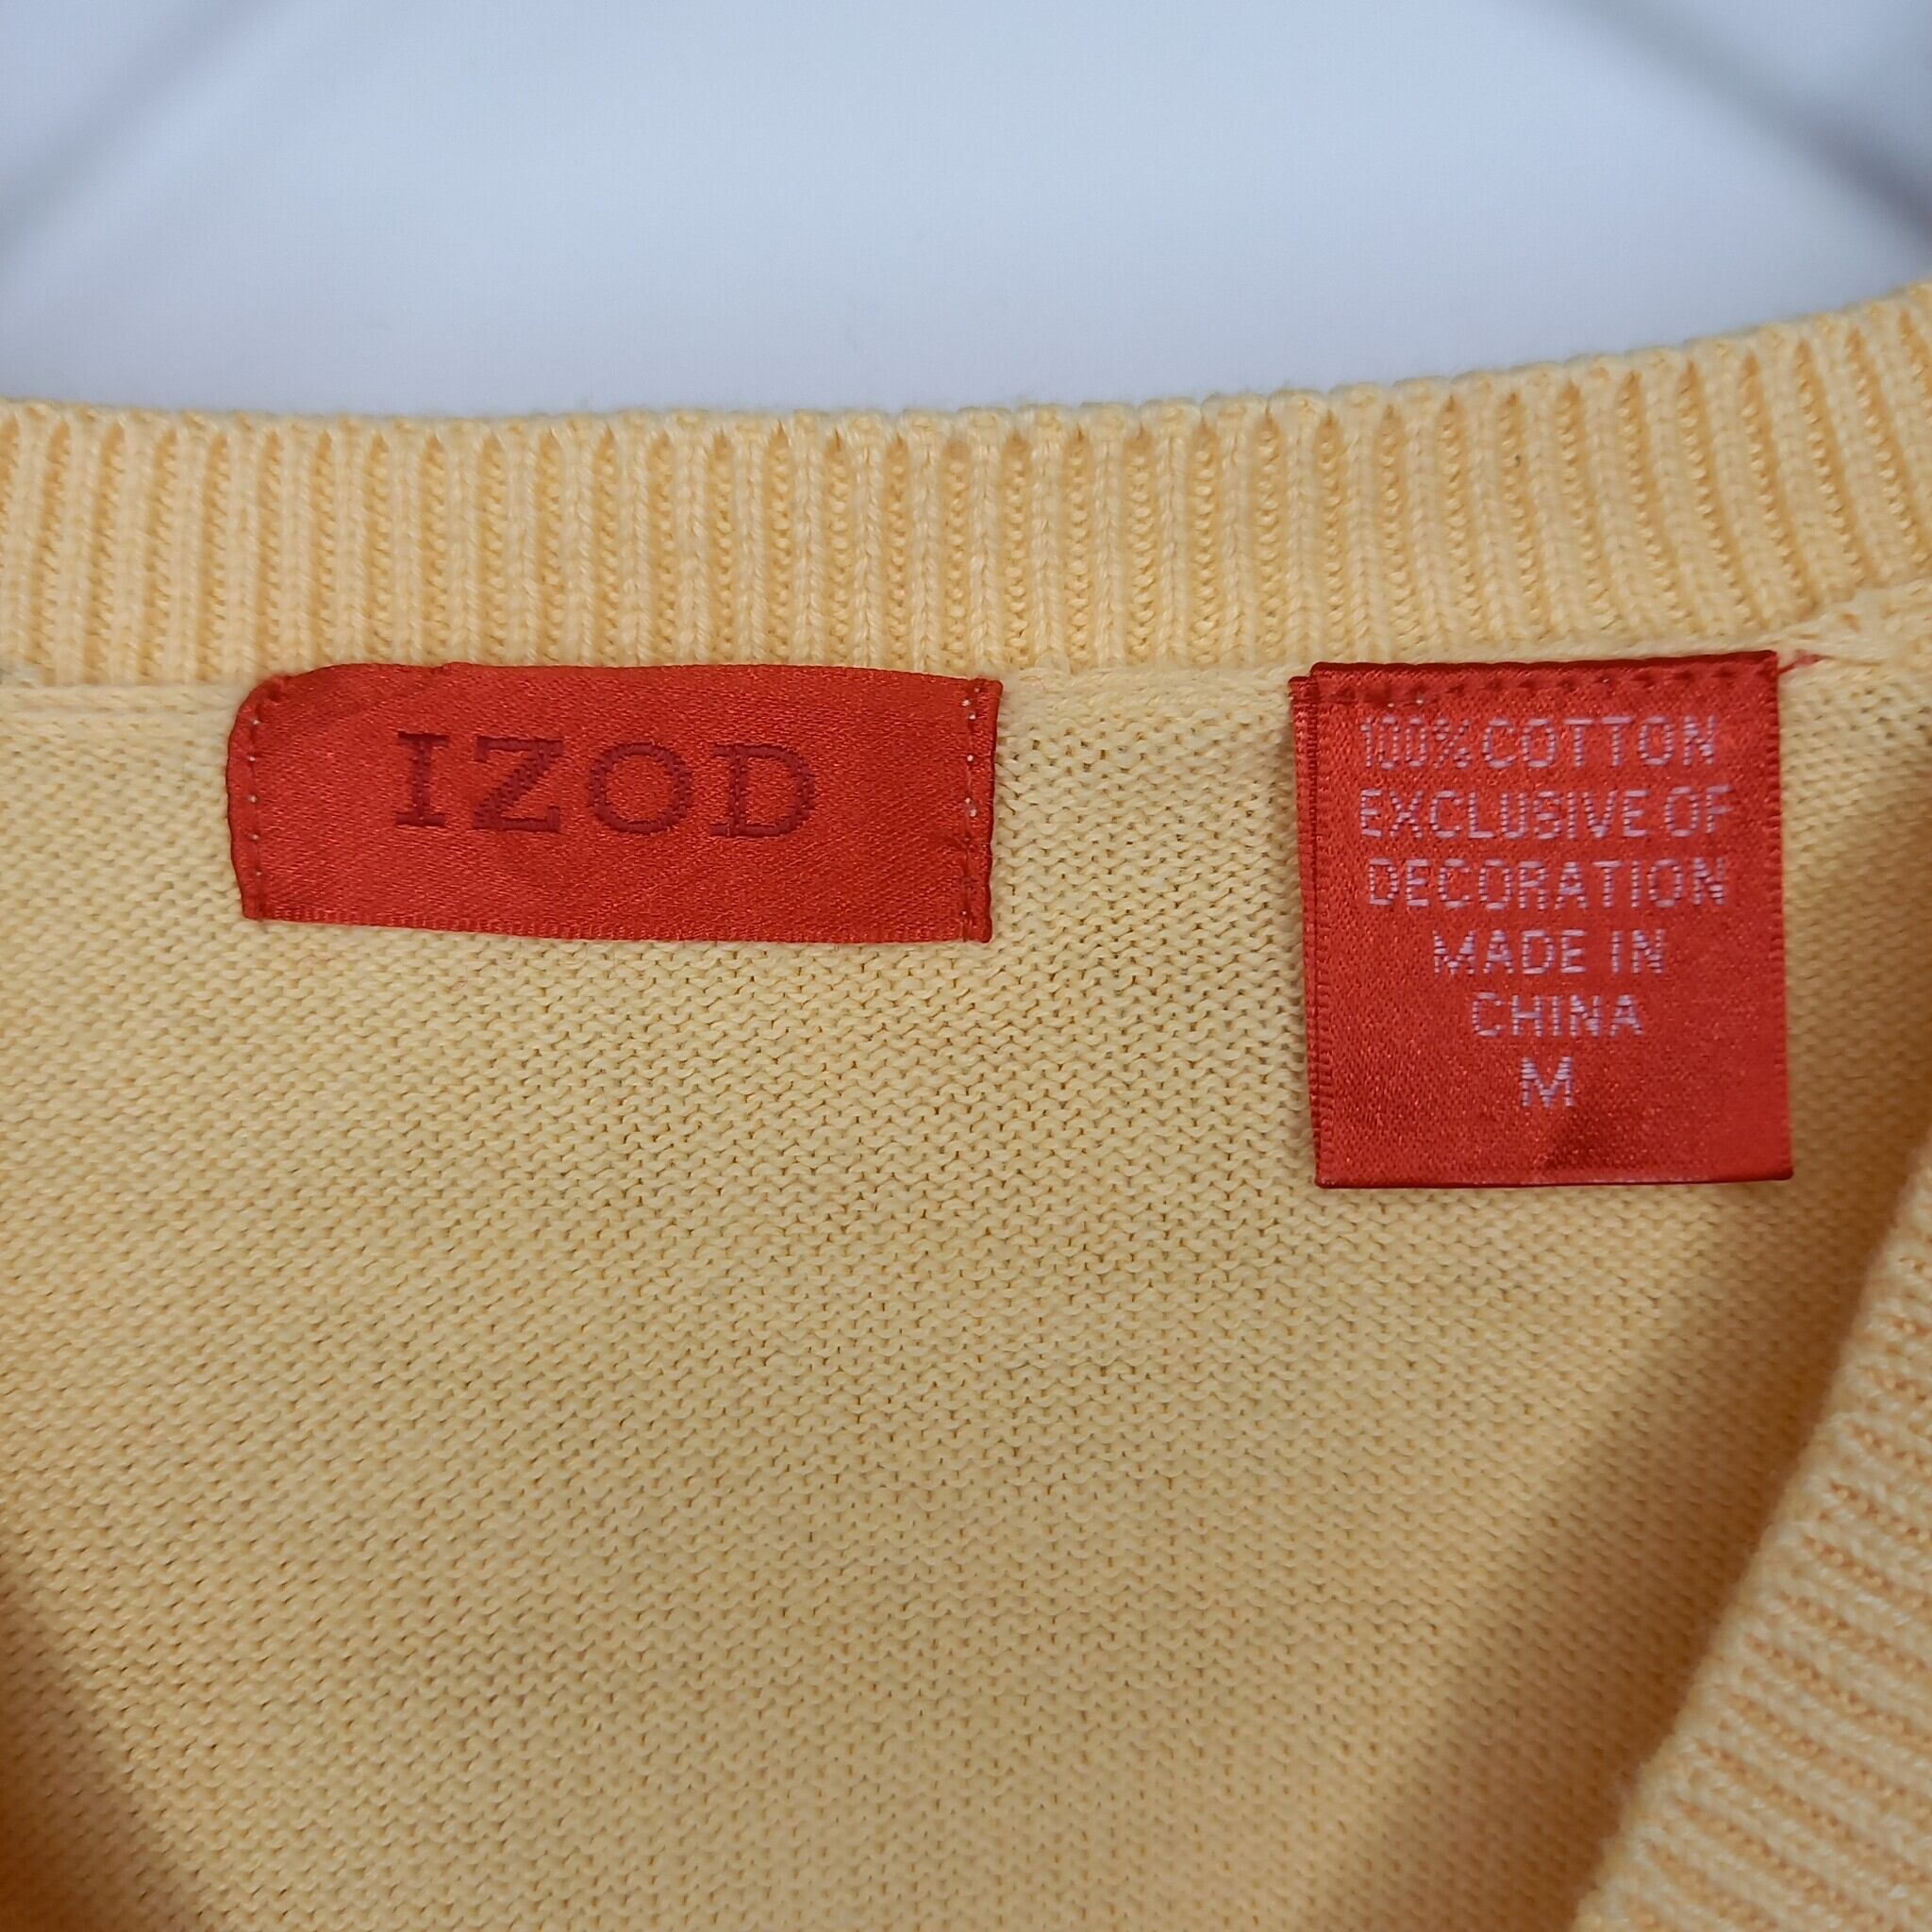 IZOD
100% COTTON
EXCLUSIVE OF
DECORATION
MADE IN
CHINA
M